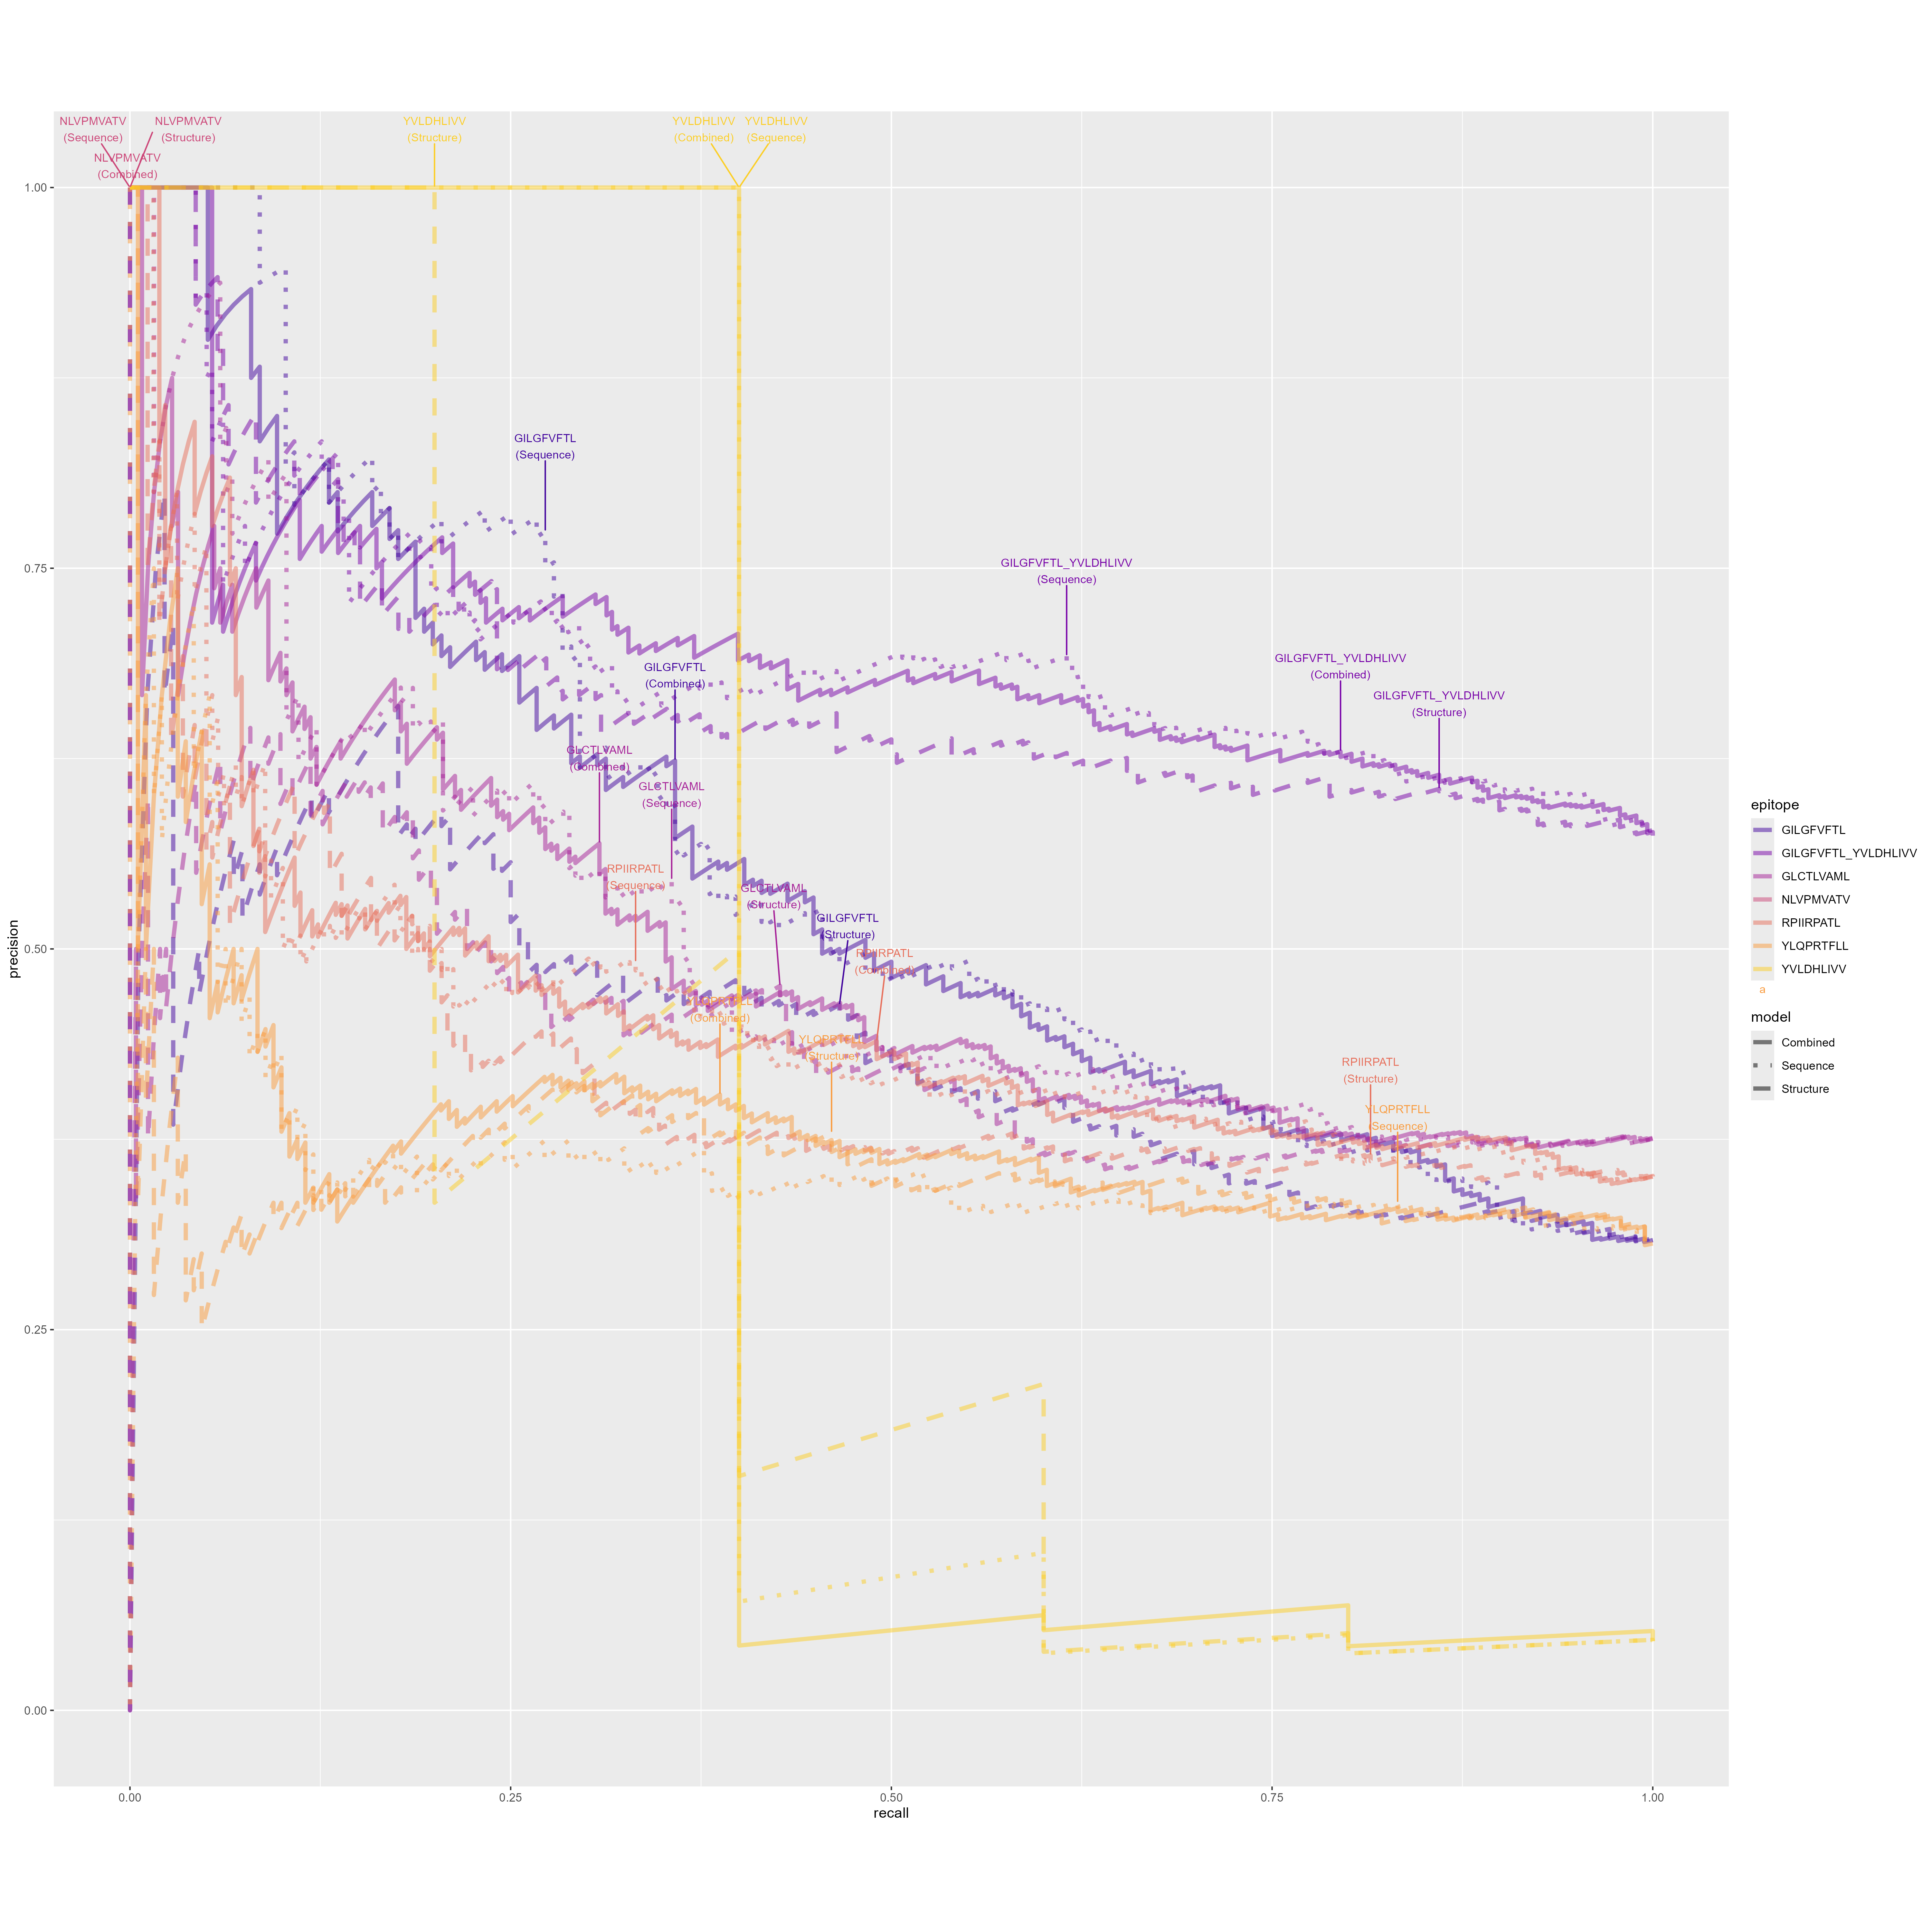 NLVPMVATV
(Sequence)
NLVPMVATV
(Structure)
NLVPMVATV
(Combined)
YVLDHLIVV
(Structure)
YVLDHLIVV
(Combined)
YVLDHLIVV
(Sequence)
GILGFVFTL
(Sequence)
GILGFVFTL_YVLDHLIVV
(Sequence)
GILGFVFTL
(Combined)
GILGFVFTL_YVLDHLIVV
(Combined)
GILGFVFTL_YVLDHLIVV
(Structure)
GLCTLVAML
(Combined)
GLCTLVAML
(Sequence)
RPIIRPATL
(Sequence)
GLCTLVAML
(Structure)
GILGFVFTL
(Structure)
RPIIRPATL
(Combined)
YLQPRTFLL
(Combined)
YLQPRTFLL
(Structure)
RPIIRPATL
(Structure)
YLQPRTFLL
(Sequence)
1.00
0.75
0.50
0.25
0.00
precision
0.00
0.25
0.50
0.75
1.00
recall
epitope
GILGFVFTL
GILGFVFTL_YVLDHLIVV
GLCTLVAML
NLVPMVATV
RPIIRPATL
YLQPRTFLL
YVLDHLIVV
a
model
Combined
Sequence
Structure